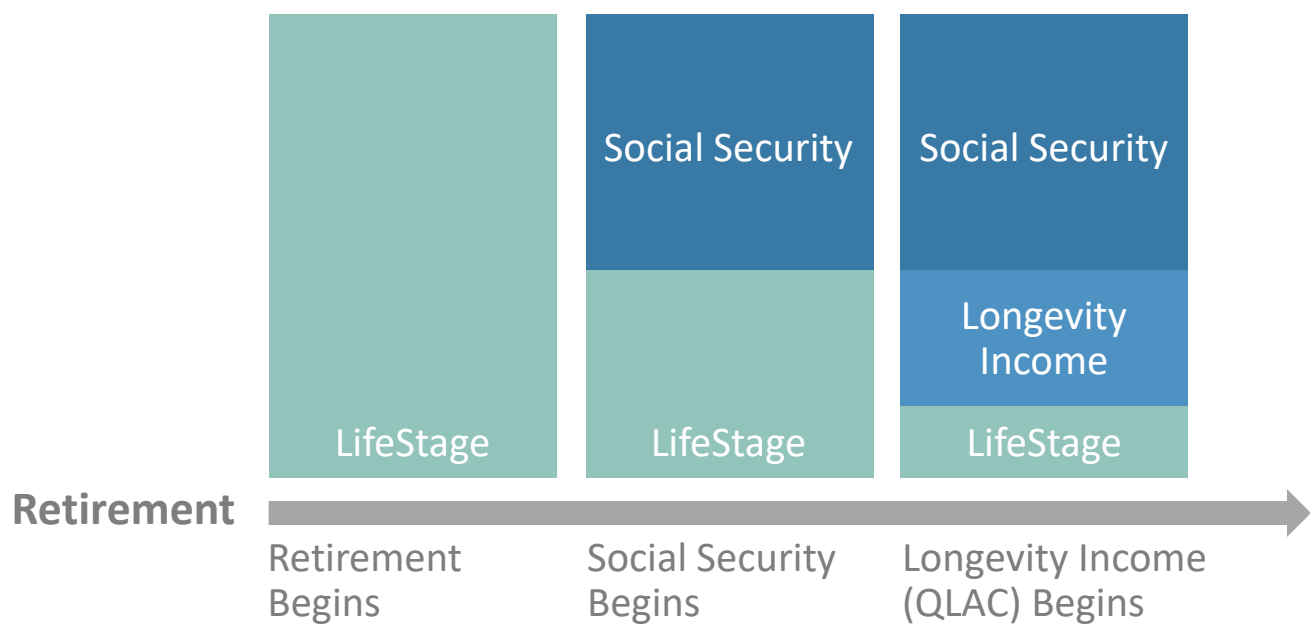 Social Security
Social Security
Longevity
Income
LifeStage
LifeStage
LifeStage
Retirement
Retirement
Begins
Social Security
Begins
Longevity Income
(QLAC) Begins